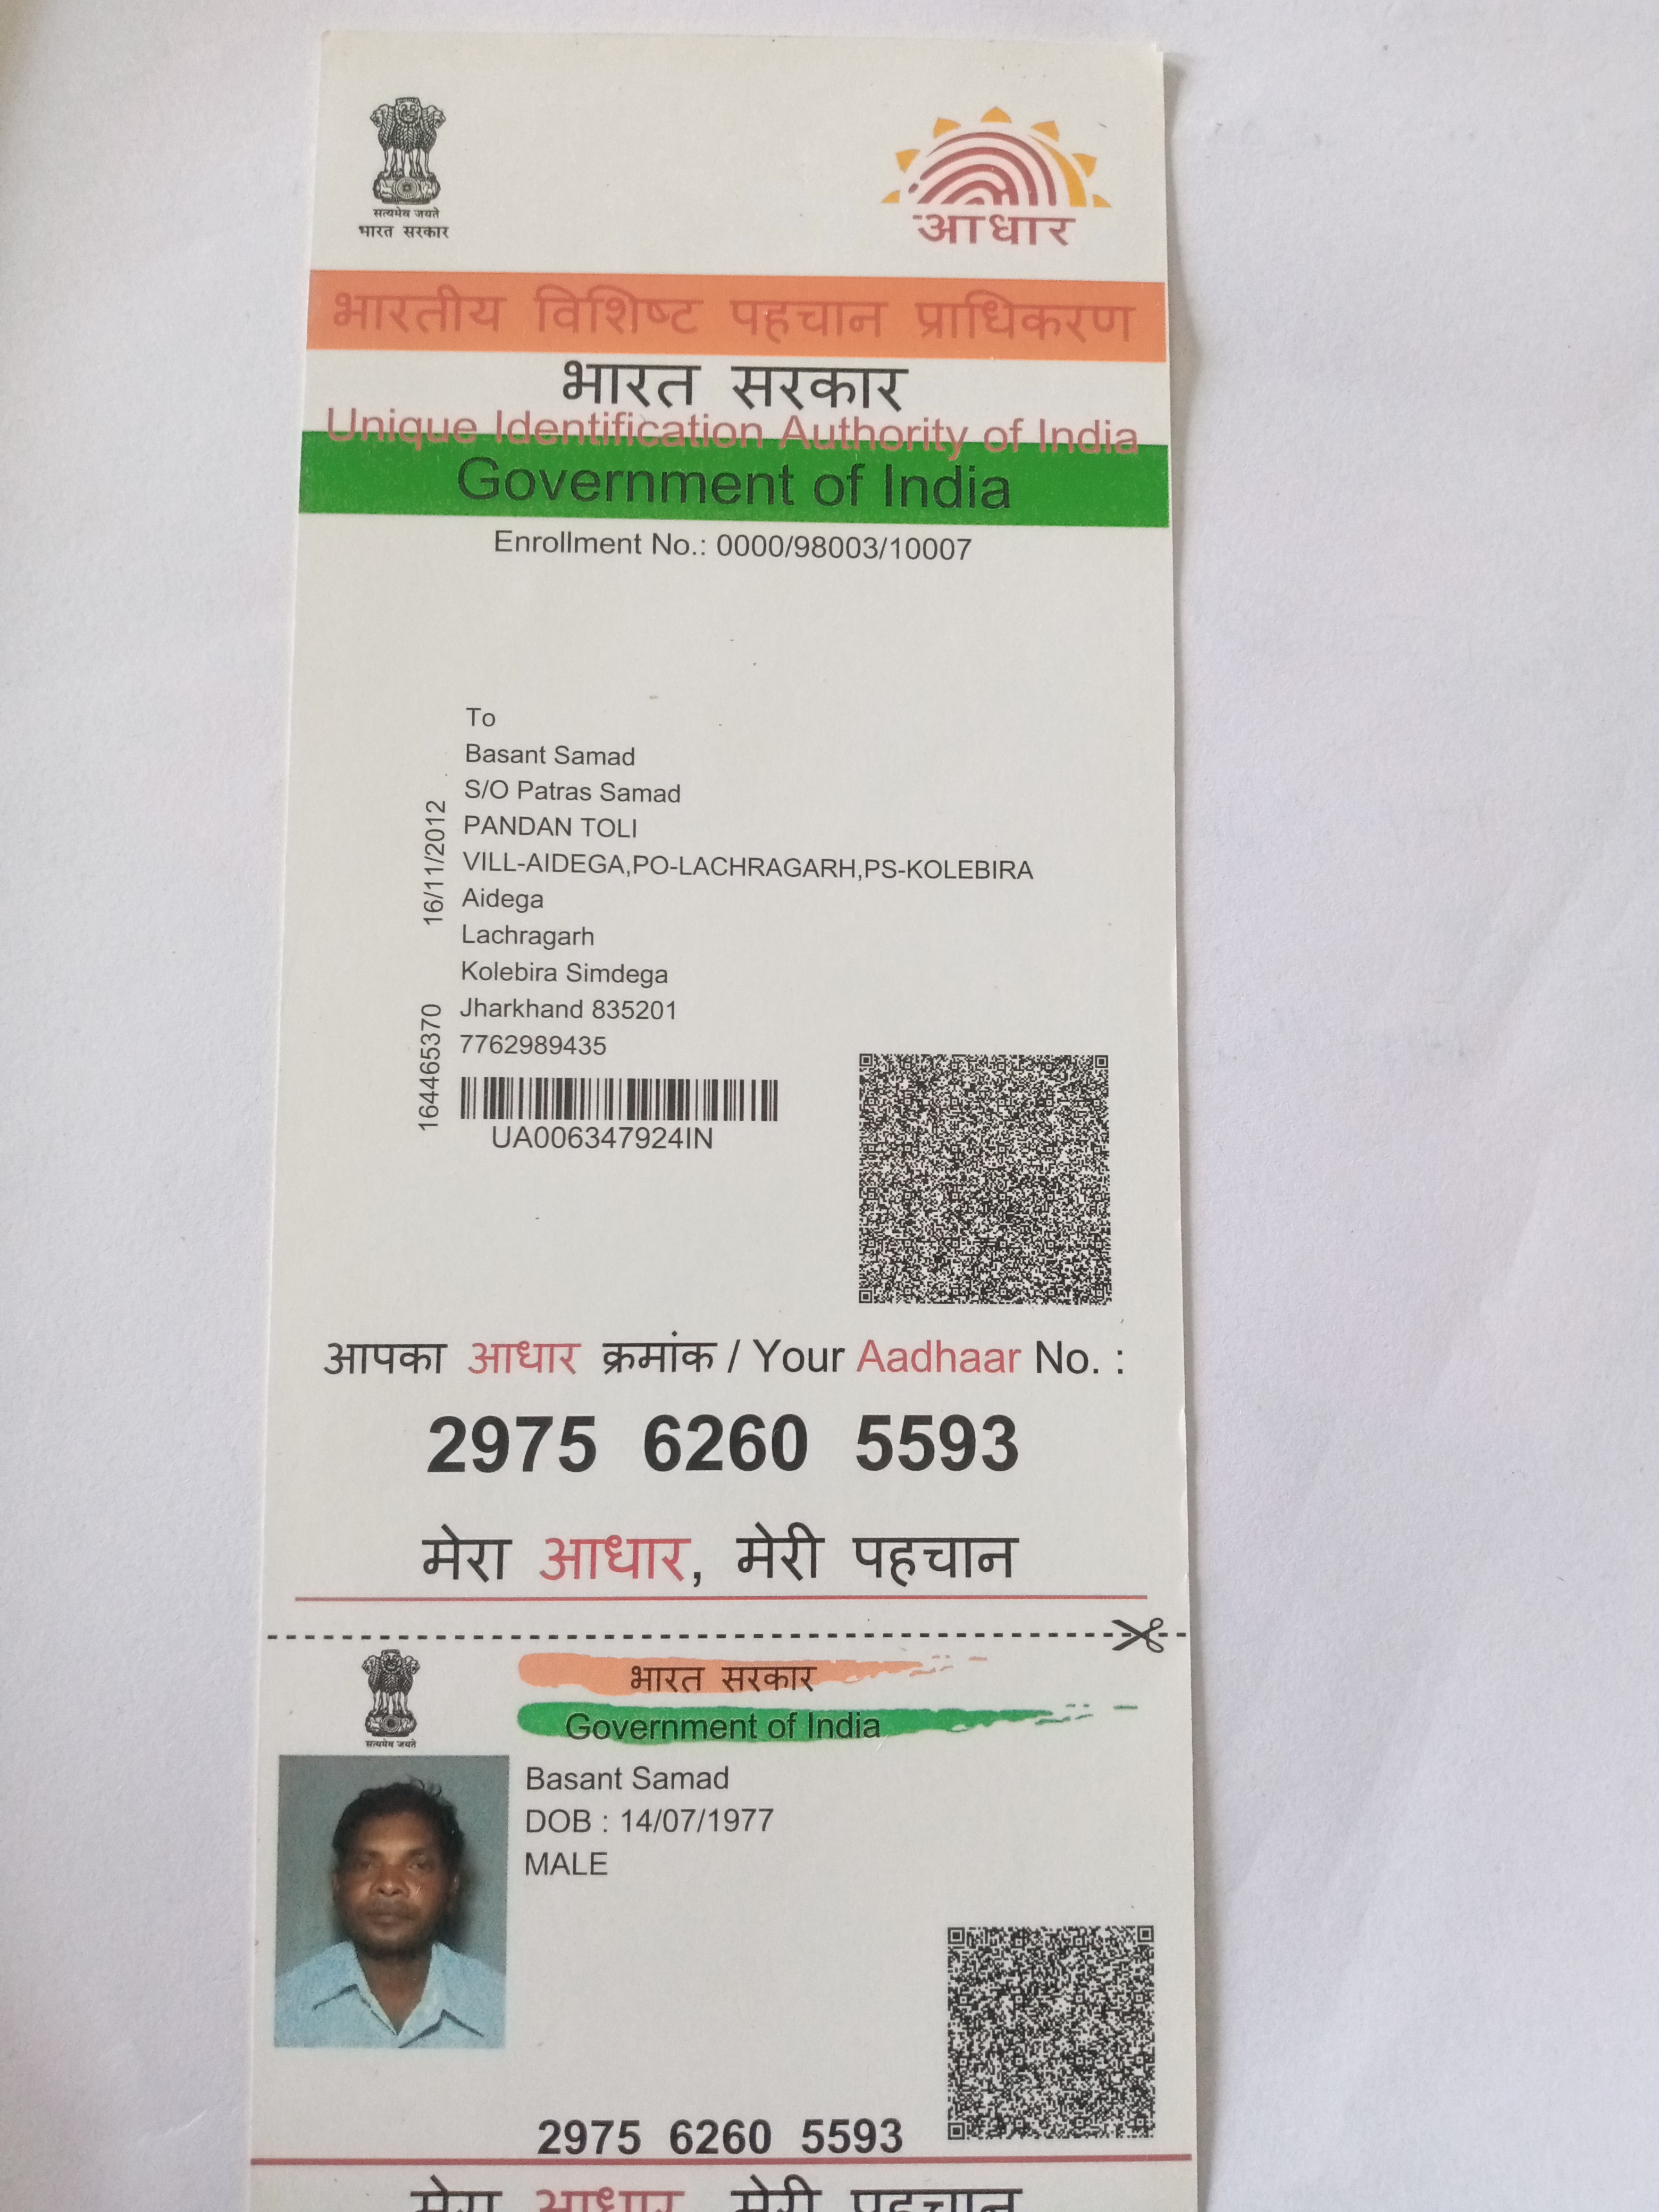 सत्यमेव जयते
भारत सरकार
आधार
भारतीय विशिष्ट पहचान प्राधिकरण
भारत सरकार
Unique Identification Authority of India
Government of India
Enrollment No.: 0000/98003/10007
To
Basant Samad
S/O Patras Samad
PANDAN TOLI
VILL-AIDEGA,PO-LACHRAGARH,PS-KOLEBIRA
Aidega
Lachragarh
Kolebira Simdega
Jharkhand 835201
7762989435
16/11/2012
164465370
UA006347924IN
आपका आधार क्रमांक / Your Aadhaar No. :
2975 6260 5593
मेरा आधार, मेरी पहचान
सत्यमेव जयते
भारत सरकार
Government of India
Basant Samad
DOB : 14/07/1977
MALE
2975 6260 5593
मेरा आधार, मेरी पहचान